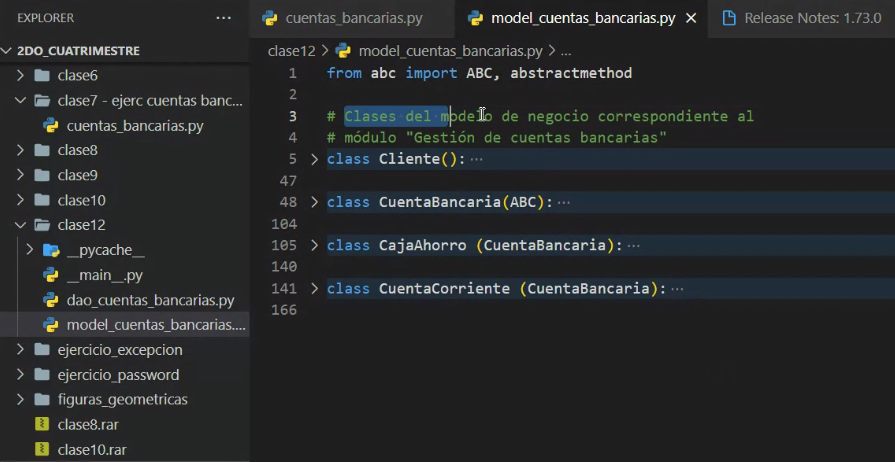 EXPLORER ...
2DO_CUATRIMESTRE
clase6
clase7 - ejerc cuentas banc...
cuentas_bancarias.py
clase8
clase9
clase10
clase12
__pycache__
__main__.py
dao_cuentas_bancarias.py
model_cuentas_bancarias....
ejercicio_excepcion
ejercicio_password
figuras_geometricas
clase8.rar
clase10.rar
cuentas_bancarias.py model_cuentas_bancarias.py Release Notes: 1.73.0
clase12 > model_cuentas_bancarias.py > ...
1 from abc import ABC, abstractmethod
2
3 # Clases del modelo de negocio correspondiente al
4 # módulo "Gestión de cuentas bancarias"
5 class Cliente(): ...
47
48 class CuentaBancaria(ABC): ...
104
105 class CajaAhorro (CuentaBancaria): ...
140
141 class CuentaCorriente (CuentaBancaria): ...
166